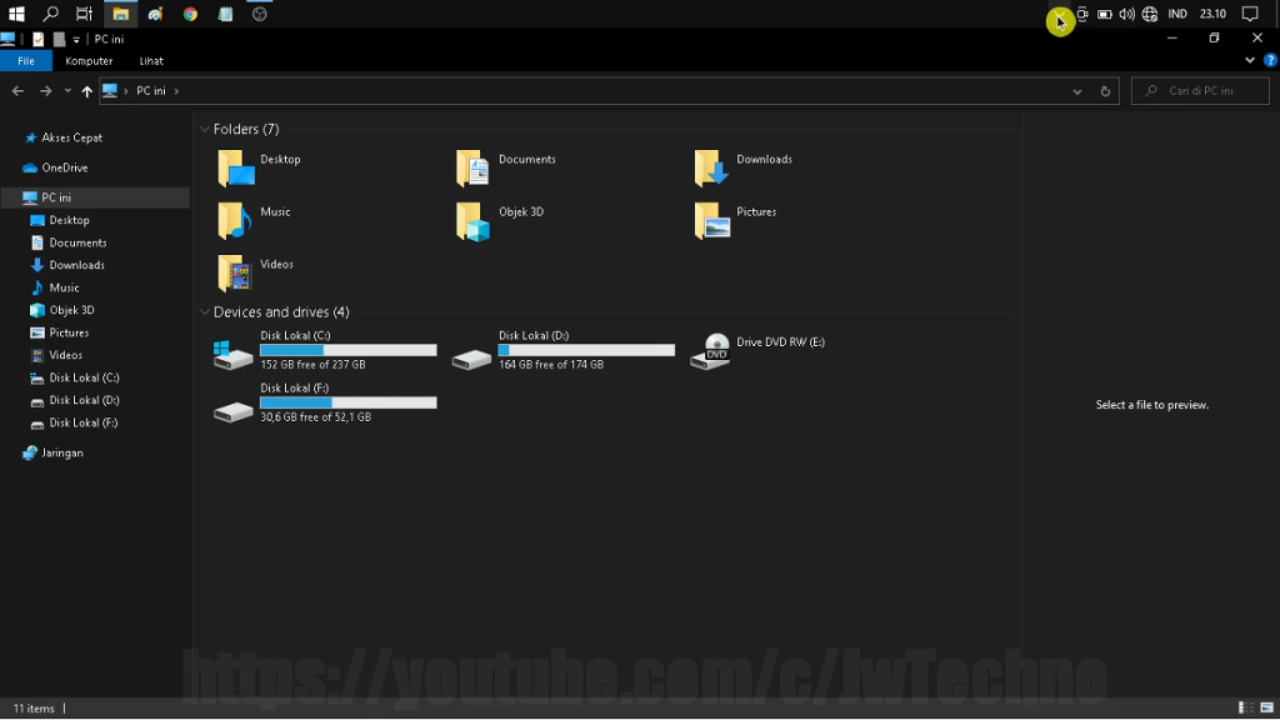 IND 23.10
PC ini
File Komputer Lihat
PC ini
Cari di PC ini
Akses Cepat
OneDrive
PC ini
Desktop
Documents
Downloads
Music
Objek 3D
Pictures
Videos
Disk Lokal (C:)
Disk Lokal (D:)
Disk Lokal (F:)
Jaringan
Folders (7)
Desktop Documents Downloads
Music Objek 3D Pictures
Videos
Devices and drives (4)
Disk Lokal (C:) Disk Lokal (D:) Drive DVD RW (E:)
DVD
152 GB free of 237 GB 164 GB free of 174 GB
Disk Lokal (F:)
30,6 GB free of 52,1 GB
Select a file to preview.
https://youtube.com/c/JwTechno
11 items